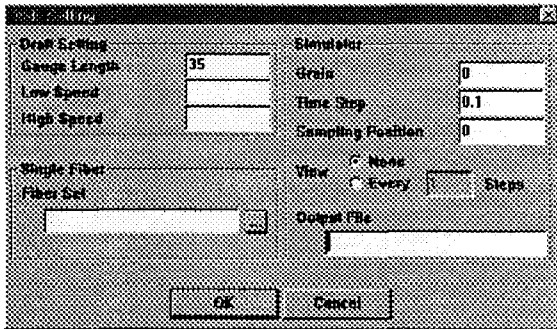 Draft Setting
Gauge Length 35
Low Speed
High Speed
Single Fiber
Fiber Set
...
Simulator
Grain 0
Time Step 0.1
Sampling Position 0
View None
Every Steps
Output File
OK Cancel